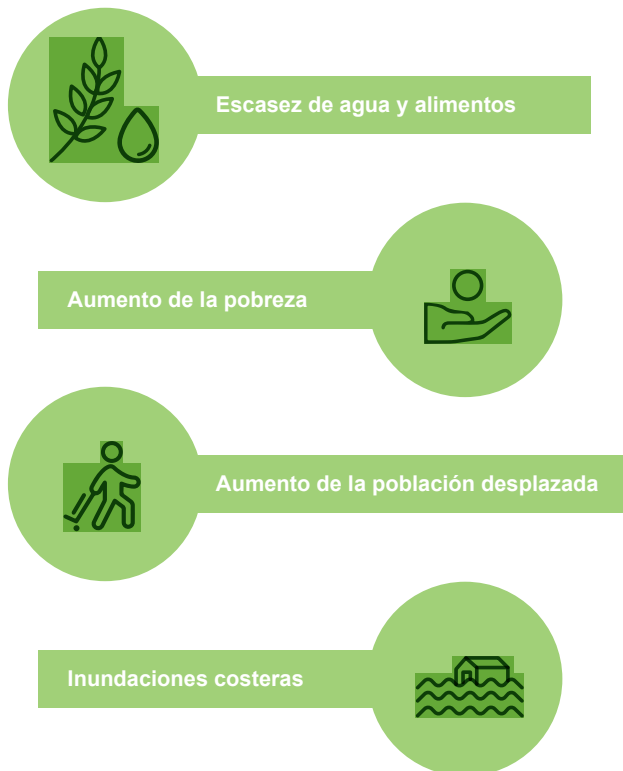 Escasez de agua y alimentos
Aumento de la pobreza
Aumento de la población desplazada
Inundaciones costeras